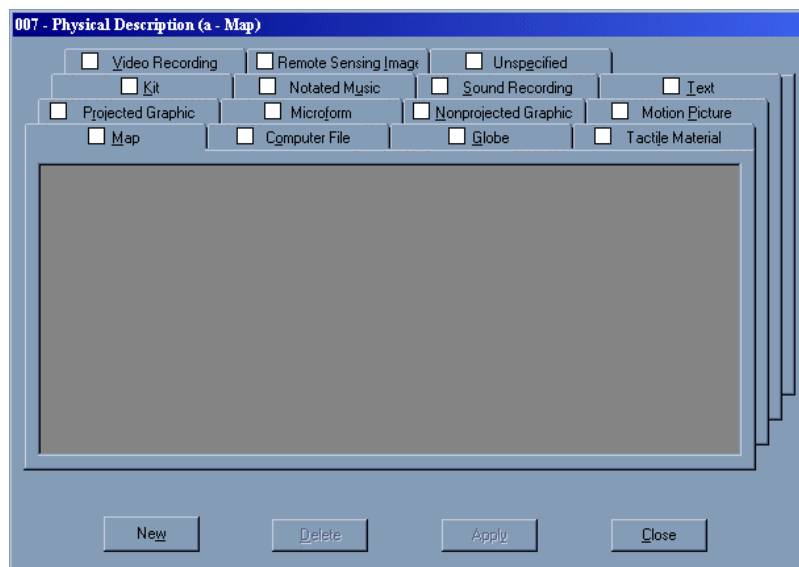 007 - Physical Description (a - Map)
Video Recording Remote Sensing Image Unspecified
Kit Notated Music Sound Recording Text
Projected Graphic Microform Nonprojected Graphic Motion Picture
Map Computer File Globe Tactile Material
New Delete Apply Close